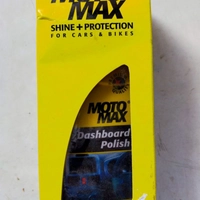 MAX
SHINE + PROTECTION
FOR CARS & BIKES
MOTO
MAX
Dashboard
Polish